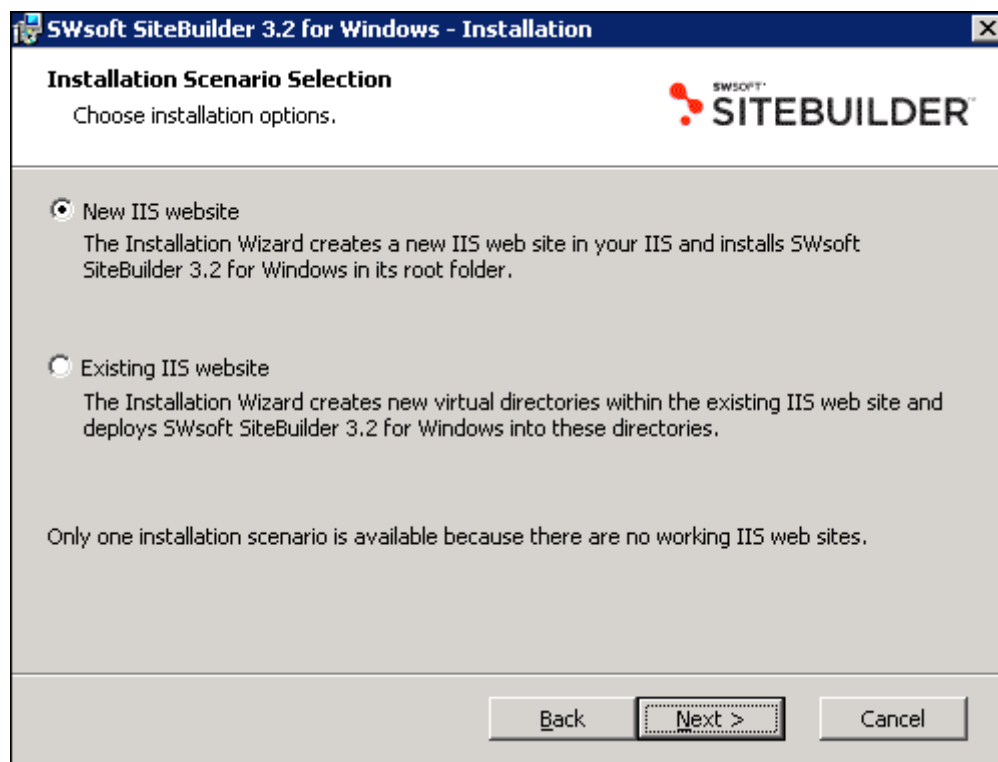 SWsoft SiteBuilder 3.2 for Windows - Installation
Installation Scenario Selection
Choose installation options.
SWSOFT™
SITEBUILDER™
New IIS website
The Installation Wizard creates a new IIS web site in your IIS and installs SWsoft
SiteBuilder 3.2 for Windows in its root folder.
Existing IIS website
The Installation Wizard creates new virtual directories within the existing IIS web site and
deploys SWsoft SiteBuilder 3.2 for Windows into these directories.
Only one installation scenario is available because there are no working IIS web sites.
Back
Next >
Cancel